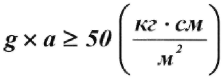 g × a ≥ 50 (кг · см / м²)